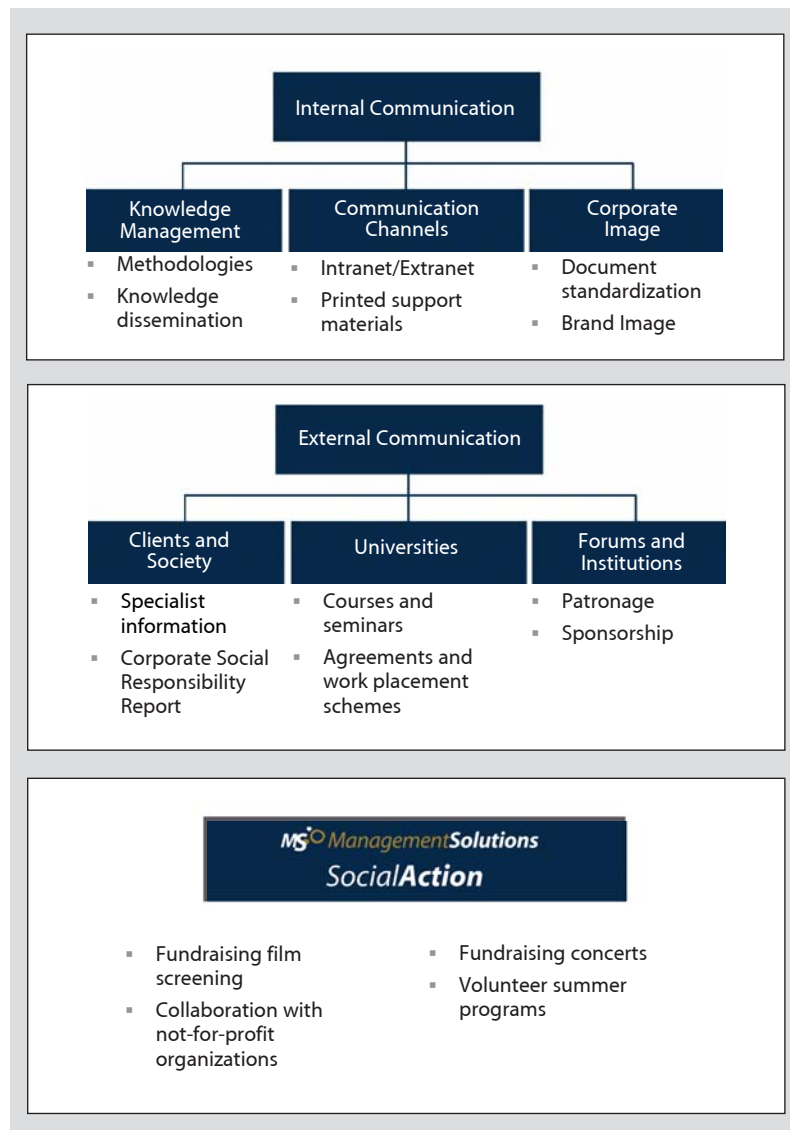 Internal Communication
Knowledge
Management
Communication
Channels
Corporate
Image
▪ Methodologies
▪ Knowledge
dissemination
▪ Intranet/Extranet
▪ Printed support
materials
▪ Document
standardization
▪ Brand Image
External Communication
Clients and
Society
Universities
Forums and
Institutions
▪ Specialist
information
▪ Corporate Social
Responsibility
Report
▪ Courses and
seminars
▪ Agreements and
work placement
schemes
▪ Patronage
▪ Sponsorship
MS ManagementSolutions
SocialAction
▪ Fundraising film
screening
▪ Collaboration with
not-for-profit
organizations
▪ Fundraising concerts
▪ Volunteer summer
programs